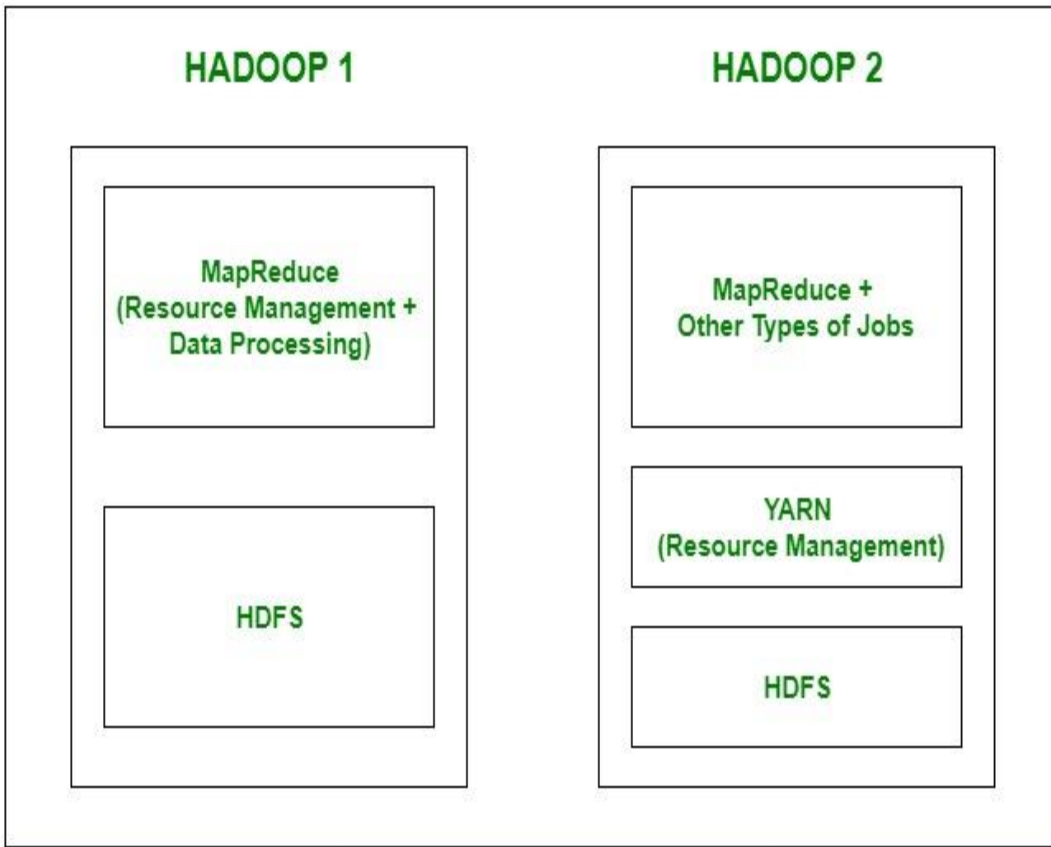 HADOOP 1
MapReduce
(Resource Management +
Data Processing)
HDFS
HADOOP 2
MapReduce +
Other Types of Jobs
YARN
(Resource Management)
HDFS